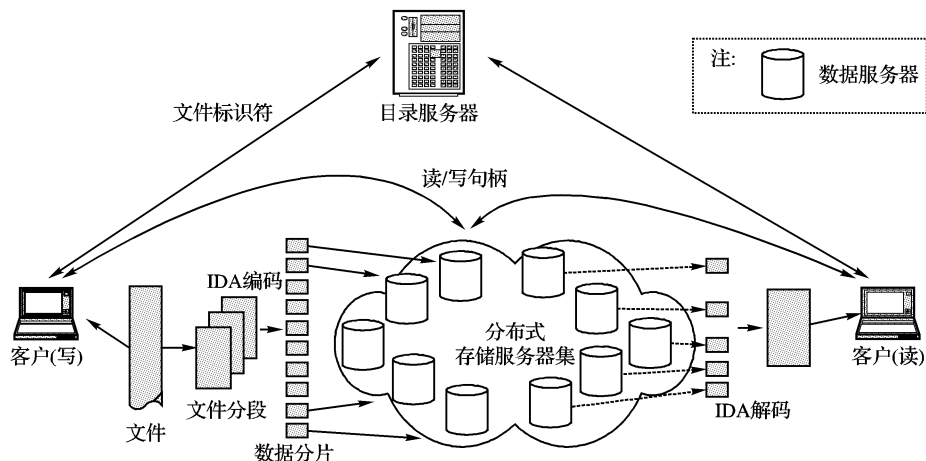 注:
数据服务器
目录服务器
文件标识符
读/写句柄
IDA编码
分布式
存储服务器集
客户(写)
客户(读)
文件分段
IDA解码
文件
数据分片